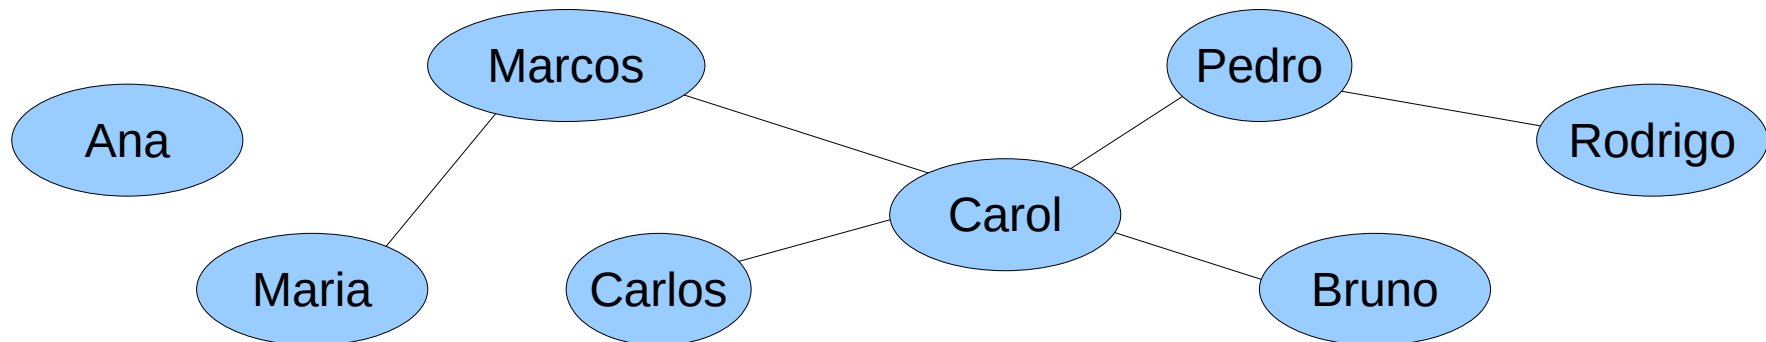 Marcos
Pedro
Ana
Rodrigo
Carol
Maria
Carlos
Bruno